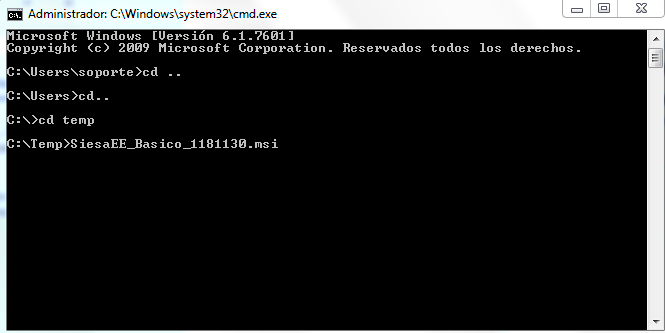 Administrador: C:\Windows\system32\cmd.exe
Microsoft Windows [Versión 6.1.7601]
Copyright (c) 2009 Microsoft Corporation. Reservados todos los derechos.
C:\Users\soporte>cd ..
C:\Users>cd..
C:\>cd temp
C:\Temp>SiesaEE_Basico_1181130.msi